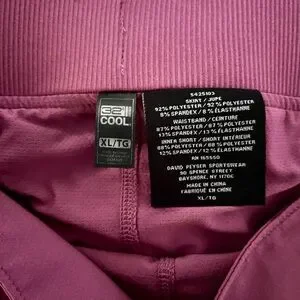 32°
COOL
XL/TG
5425103
SKIRT / JUPE
92% POLYESTER / 92% POLYESTER
8% SPANDEX / 8% ÉLASTHANNE
WAISTBAND / CEINTURE
87% POLYESTER / 87% POLYESTER
13% SPANDEX / 13% ÉLASTHANNE
INNER SHORT / SHORT INTÉRIEUR
88% POLYESTER / 88% POLYESTER
12% SPANDEX / 12% ÉLASTHANNE
RN 165550
DAVID PEYSER SPORTSWEAR
90 SPENCE STREET
BAYSHORE, NY 11706
MADE IN CHINA
FABRIQUÉ EN CHINE
XL/TG